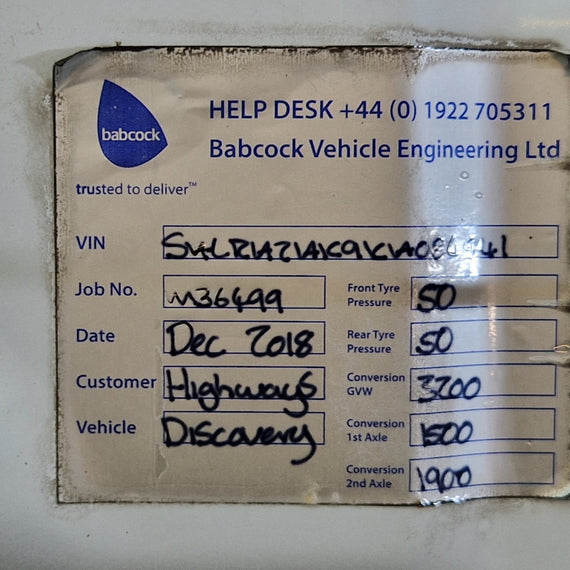 babcock
trusted to deliver™
HELP DESK +44 (0) 1922 705311
Babcock Vehicle Engineering Ltd
VIN
Job No. M36499
Date Dec 2018
Customer Highways
Vehicle Discovery
Front Tyre Pressure 50
Rear Tyre Pressure 50
Conversion GVW 3200
Conversion 1st Axle 1500
Conversion 2nd Axle 1900